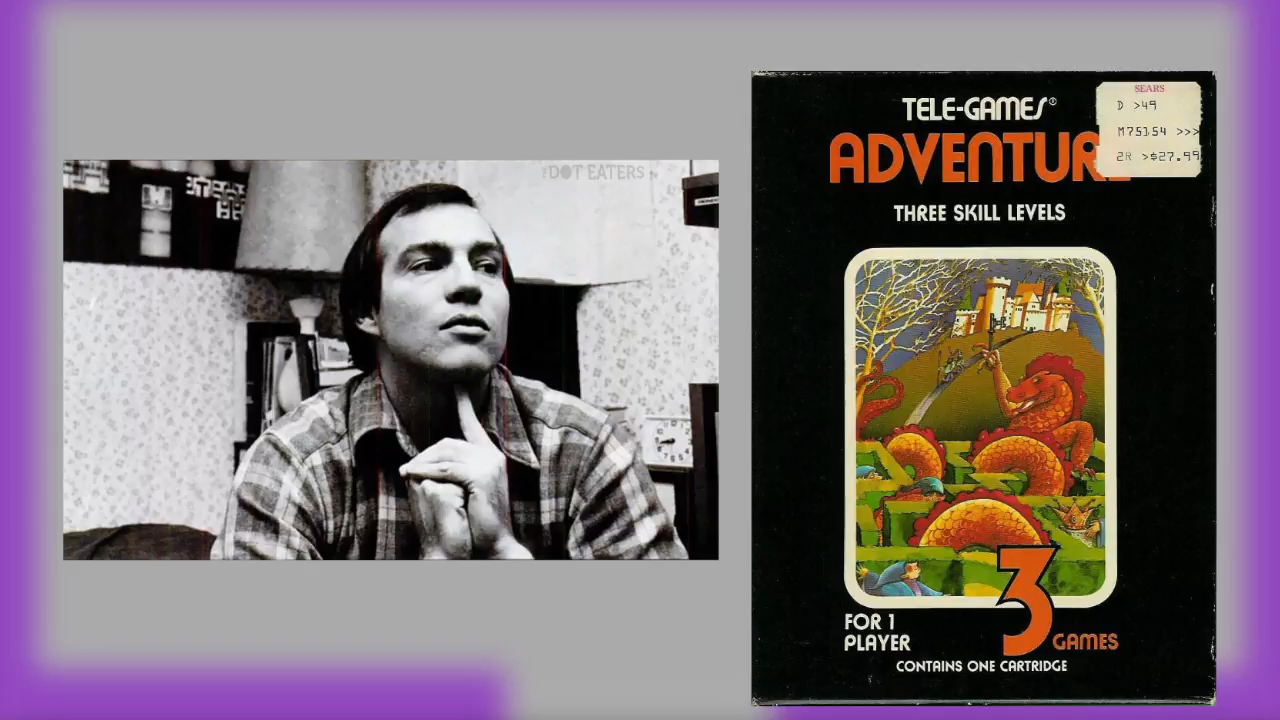 THE DOT EATERS
TELE-GAMES®
ADVENTURE
THREE SKILL LEVELS
SEARS
D >49
M75154 >>>
2R >$27.99
FOR 1
PLAYER
3
GAMES
CONTAINS ONE CARTRIDGE